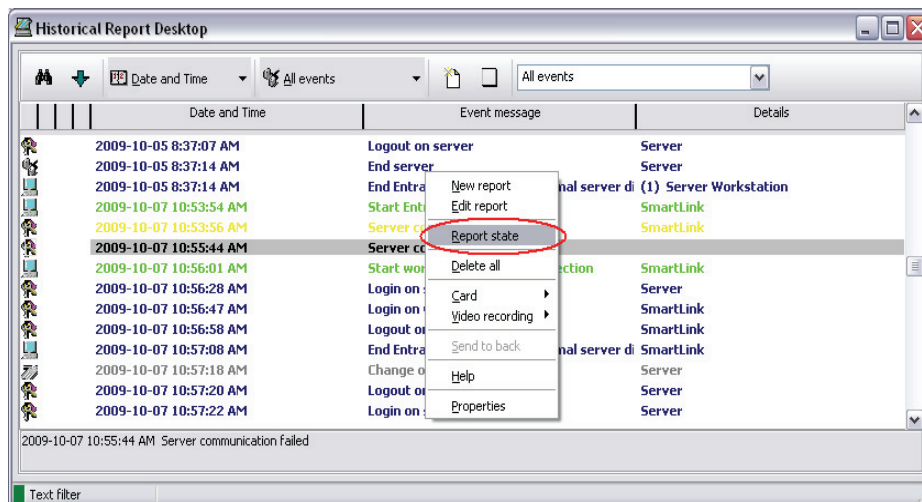 Historical Report Desktop
Date and Time All events All events
Date and Time Event message Details
2009-10-05 8:37:07 AM Logout on server Server
2009-10-05 8:37:14 AM End server Server
2009-10-05 8:37:14 AM End Entra nal server di (1) Server Workstation
2009-10-07 10:53:54 AM Start Ent SmartLink
2009-10-07 10:53:56 AM Server co SmartLink
2009-10-07 10:55:44 AM Server co
2009-10-07 10:56:01 AM Start wor ection SmartLink
2009-10-07 10:56:28 AM Login on Server
2009-10-07 10:56:47 AM Login on SmartLink
2009-10-07 10:56:58 AM Logout o SmartLink
2009-10-07 10:57:08 AM End Entra nal server di SmartLink
2009-10-07 10:57:18 AM Change o Server
2009-10-07 10:57:20 AM Logout o Server
2009-10-07 10:57:22 AM Login on Server
New report
Edit report
Report state
Delete all
Card
Video recording
Send to back
Help
Properties
2009-10-07 10:55:44 AM Server communication failed
Text filter